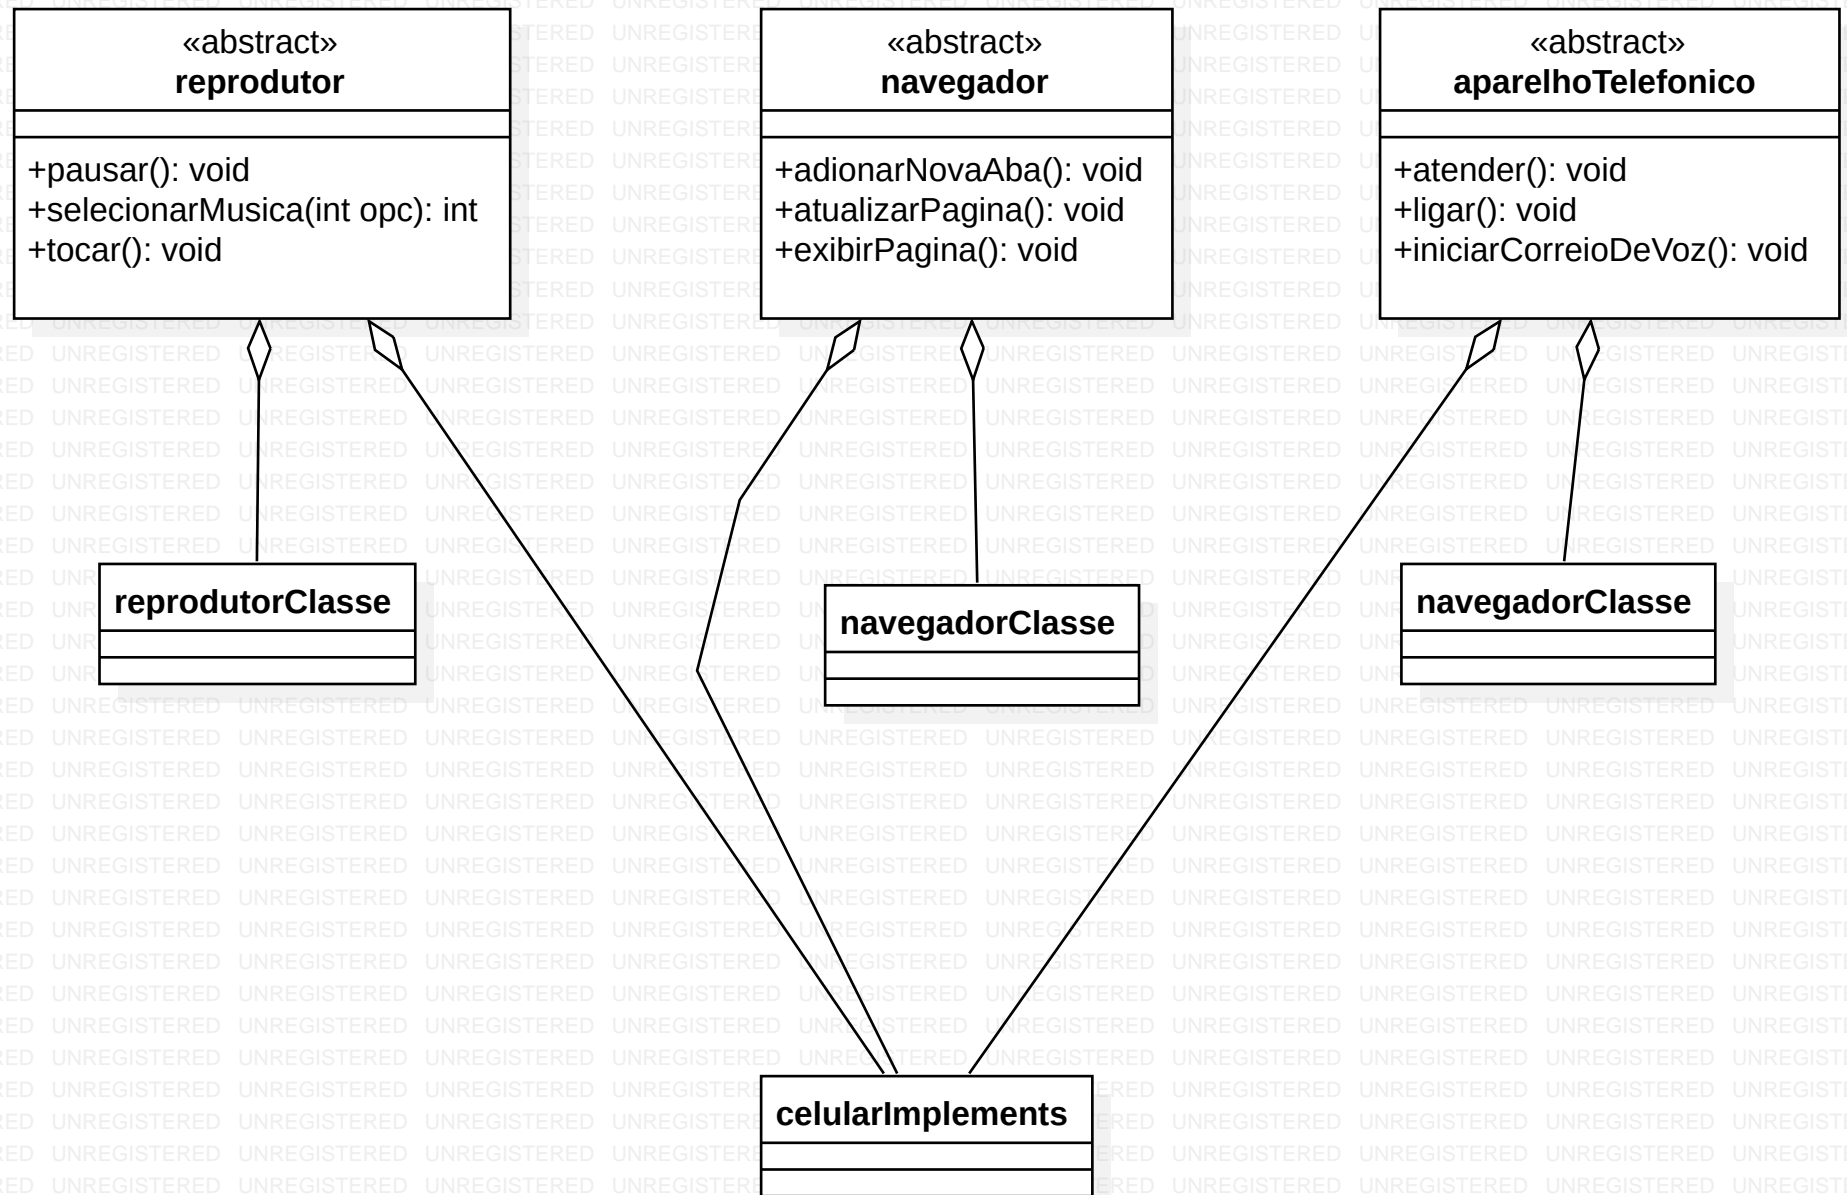 «abstract»
reprodutor
+pausar(): void
+selecionarMusica(int opc): int
+tocar(): void
«abstract»
navegador
+adionarNovaAba(): void
+atualizarPagina(): void
+exibirPagina(): void
«abstract»
aparelhoTelefonico
+atender(): void
+ligar(): void
+iniciarCorreioDeVoz(): void
reprodutorClasse
navegadorClasse
navegadorClasse
celularImplements
UNREGISTERED